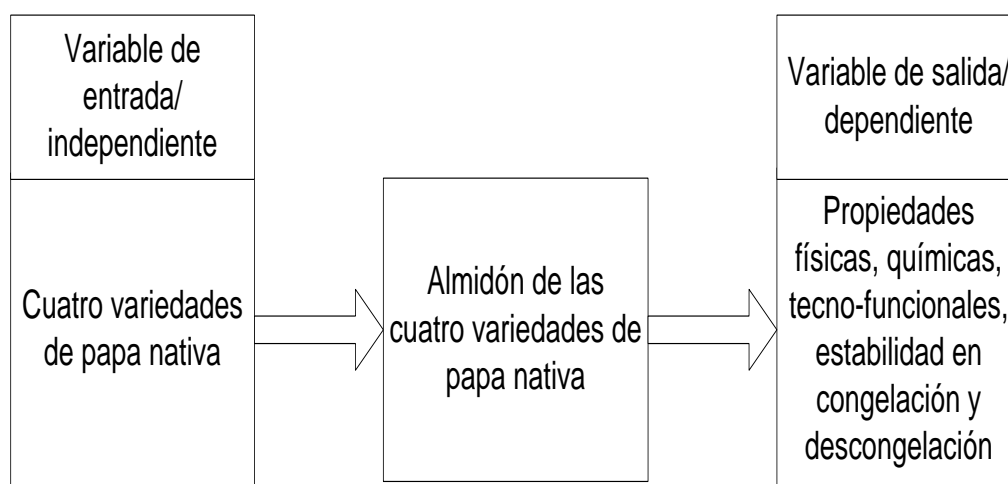 Variable de
entrada/
independiente
Cuatro variedades
de papa nativa
Almidón de las
cuatro variedades de
papa nativa
Variable de salida/
dependiente
Propiedades
físicas, químicas,
tecno-funcionales,
estabilidad en
congelación y
descongelación